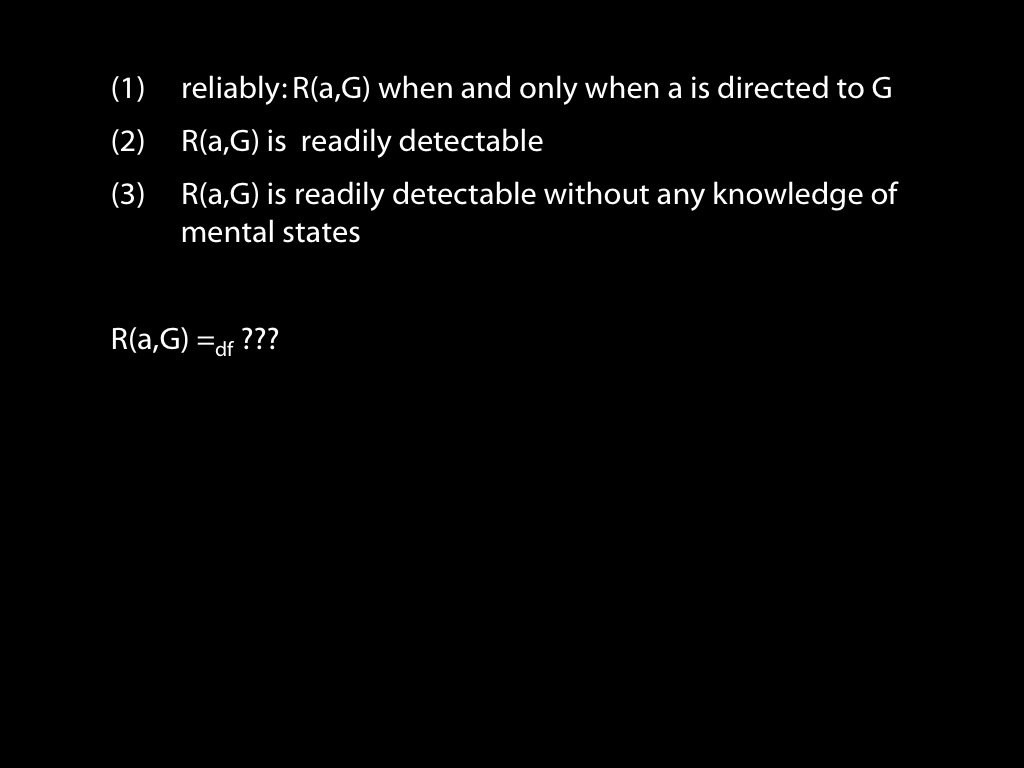 (1) reliably: R(a,G) when and only when a is directed to G
(2) R(a,G) is readily detectable
(3) R(a,G) is readily detectable without any knowledge of
mental states
R(a,G) =df ???